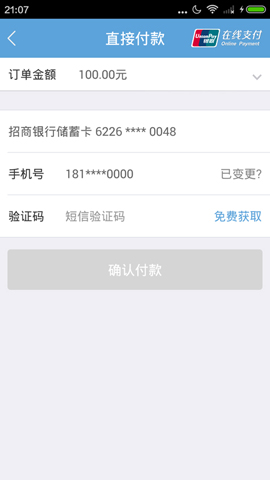 21:07
直接付款
UnionPay
银联
在线支付
Online Payment
订单金额 100.00元
招商银行储蓄卡 6226 **** 0048
手机号 181****0000 已变更?
验证码 短信验证码 免费获取
确认付款